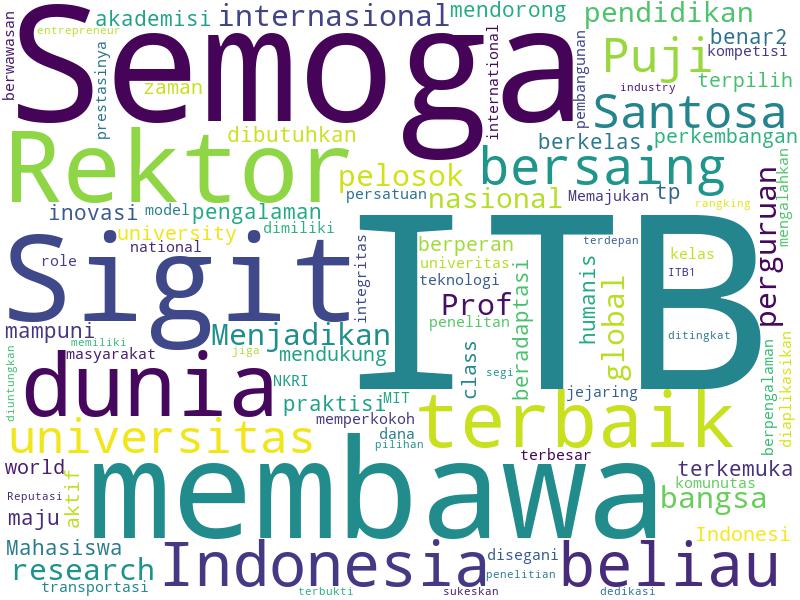 entrepreneur
akademisi
internasional
mendorong
pendidikan
berwawasan
Semoga
prestasinya
zaman
international
pembangunan
Puji
benar2
kompetisi
terpilih
industry
Santosa
Rektor
dibutuhkan
berkelas
perkembangan
pelosok
bersaing
persatuan
nasional
Memajukan
tp
rangking
mengalahkan
inovasi
model
pengalaman
university
dimiliki
national
role
Sigit
integritas
ITB
berperan
univeritas
teknologi
Prof
penelitan
beradaptasi
terdepan
humanis
global
kelas
ITB1
ditingkat
perguruan
mampuni
memiliki
masyarakat
Menjadikan
jiga
mendukung
diuntungkan
dunia
NKRI
praktisi
MIT
class
segi
jejaring
berpengalaman
diaplikasikan
memperkokoh
dana
pilihan
universitas
terbaik
terbesar
world
Reputasi
maju
aktif
membawa
terkemuka
komunutas
bangsa
Indonesi
Mahasiswa
research
transportasi
Indonesia
disegani
penelitian
beliau
terbukti
sukeskan
dedikasi